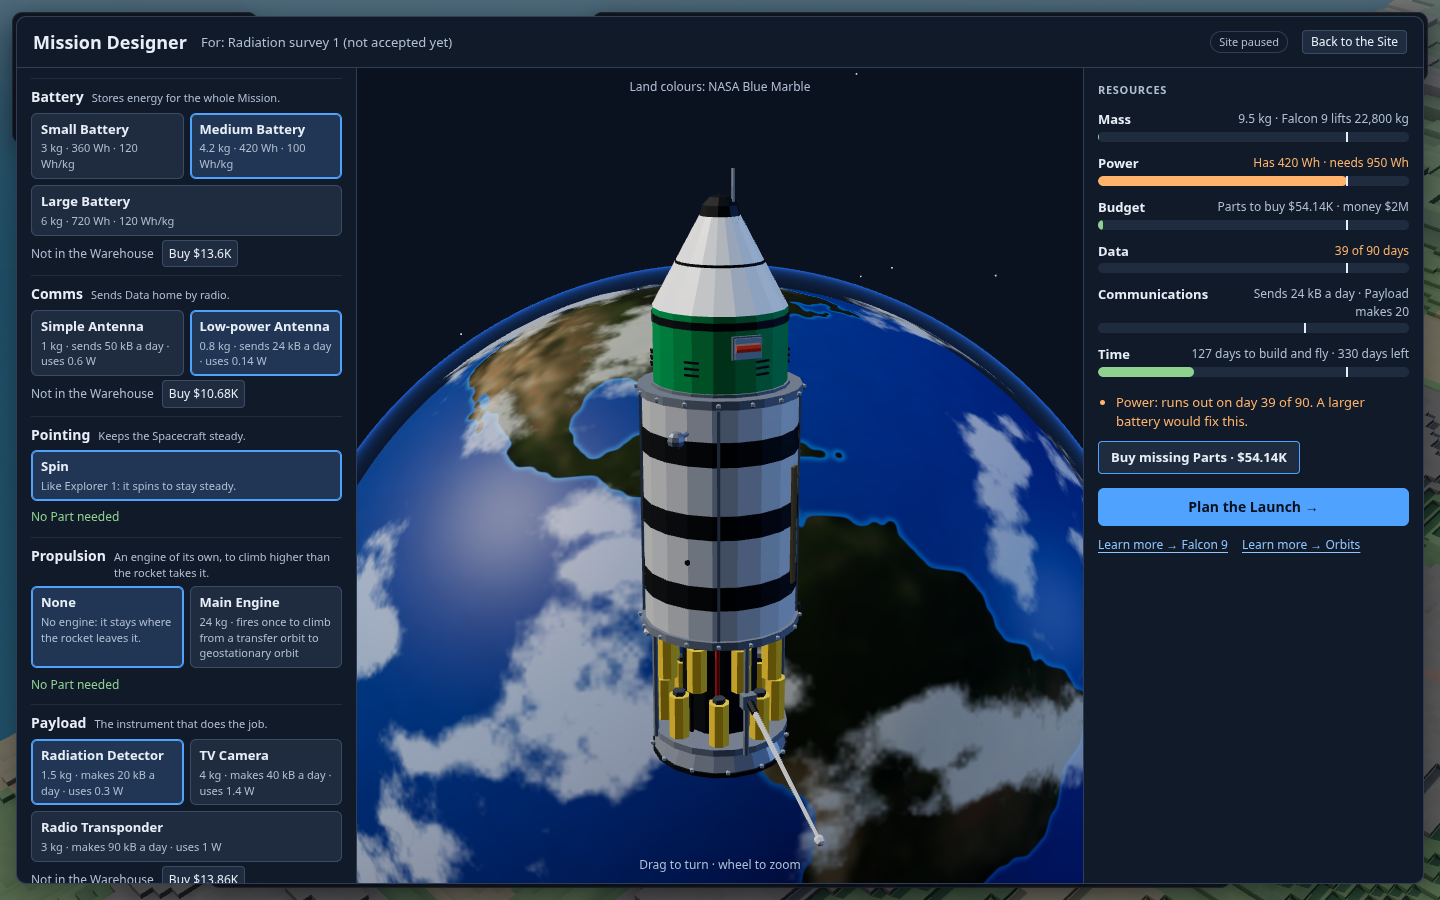 Mission Designer
For: Radiation survey 1 (not accepted yet)
Site paused
Back to the Site
Battery
Stores energy for the whole Mission.
Small Battery
3 kg · 360 Wh · 120
Wh/kg
Medium Battery
4.2 kg · 420 Wh · 100
Wh/kg
Large Battery
6 kg · 720 Wh · 120 Wh/kg
Not in the Warehouse
Buy $13.6K
Comms
Sends Data home by radio.
Simple Antenna
1 kg · sends 50 kB a day ·
uses 0.6 W
Low-power Antenna
0.8 kg · sends 24 kB a day
· uses 0.14 W
Not in the Warehouse
Buy $10.68K
Pointing
Keeps the Spacecraft steady.
Spin
Like Explorer 1: it spins to stay steady.
No Part needed
Propulsion
An engine of its own, to climb higher than
the rocket takes it.
None
No engine: it stays where
the rocket leaves it.
Main Engine
24 kg · fires once to climb
from a transfer orbit to
geostationary orbit
No Part needed
Payload
The instrument that does the job.
Radiation Detector
1.5 kg · makes 20 kB a
day · uses 0.3 W
TV Camera
4 kg · makes 40 kB a day ·
uses 1.4 W
Radio Transponder
3 kg · makes 90 kB a day · uses 1 W
Not in the Warehouse
Buy $13.86K
Land colours: NASA Blue Marble
Drag to turn · wheel to zoom
RESOURCES
Mass
9.5 kg · Falcon 9 lifts 22,800 kg
Power
Has 420 Wh · needs 950 Wh
Budget
Parts to buy $54.14K · money $2M
Data
39 of 90 days
Communications
Sends 24 kB a day · Payload
makes 20
Time
127 days to build and fly · 330 days left
• Power: runs out on day 39 of 90. A larger
battery would fix this.
Buy missing Parts · $54.14K
Plan the Launch →
Learn more → Falcon 9
Learn more → Orbits